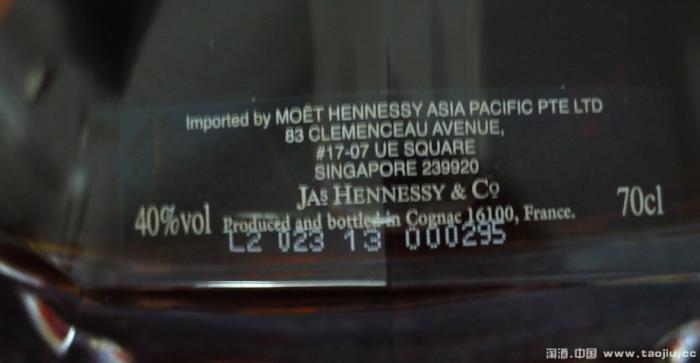 Imported by MOËT HENNESSY ASIA PACIFIC PTE LTD
83 CLEMENCEAU AVENUE,
#17-07 UE SQUARE
SINGAPORE 239920
JAS HENNESSY & CO
40%vol Produced and bottled in Cognac 16100, France. 70cl
L2 023 13 000295
淘酒.中国 www.taojiu.cc